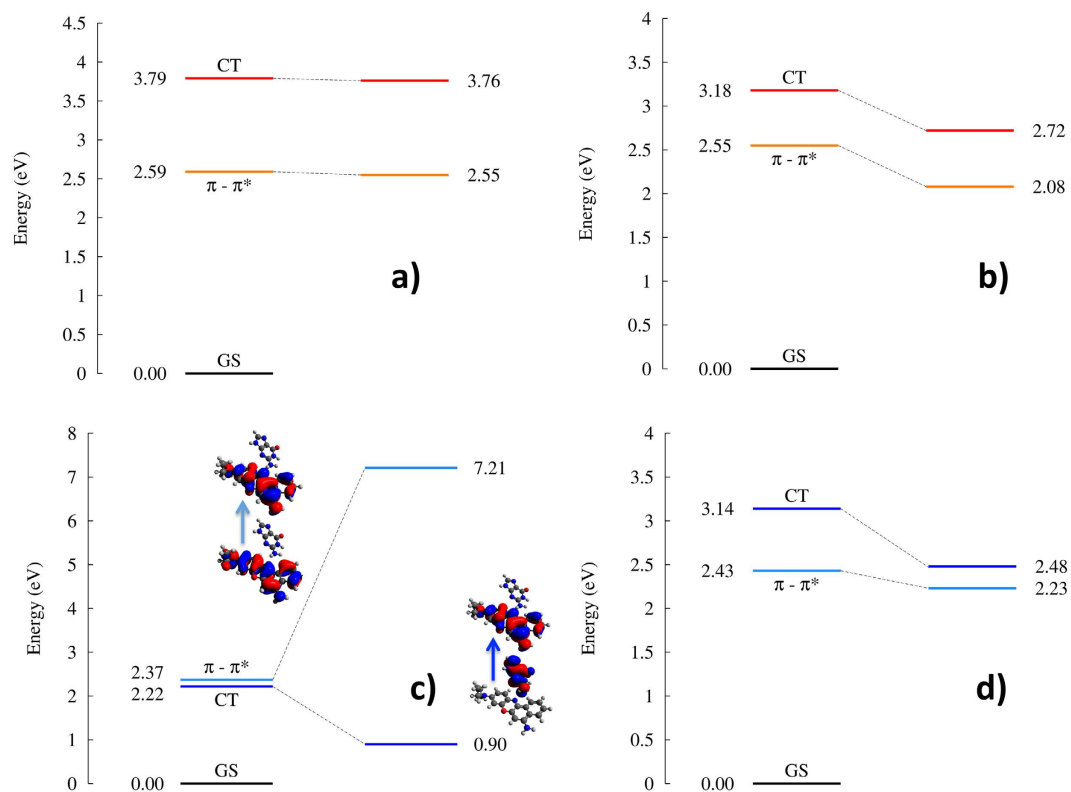 4.5
4
3.5
3
2.5
2
1.5
1
0.5
0
Energy (eV)
CT
3.79
3.76
2.59
π - π*
2.55
a)
GS
0.00
4
3.5
3
2.5
2
1.5
1
0.5
0
Energy (eV)
CT
3.18
2.72
2.55
π - π*
2.08
b)
GS
0.00
8
7
6
5
4
3
2
1
0
Energy (eV)
7.21
2.37
π - π*
2.22
CT
c)
0.90
GS
0.00
4
3.5
3
2.5
2
1.5
1
0.5
0
Energy (eV)
CT
3.14
2.48
2.43
π - π*
2.23
d)
GS
0.00